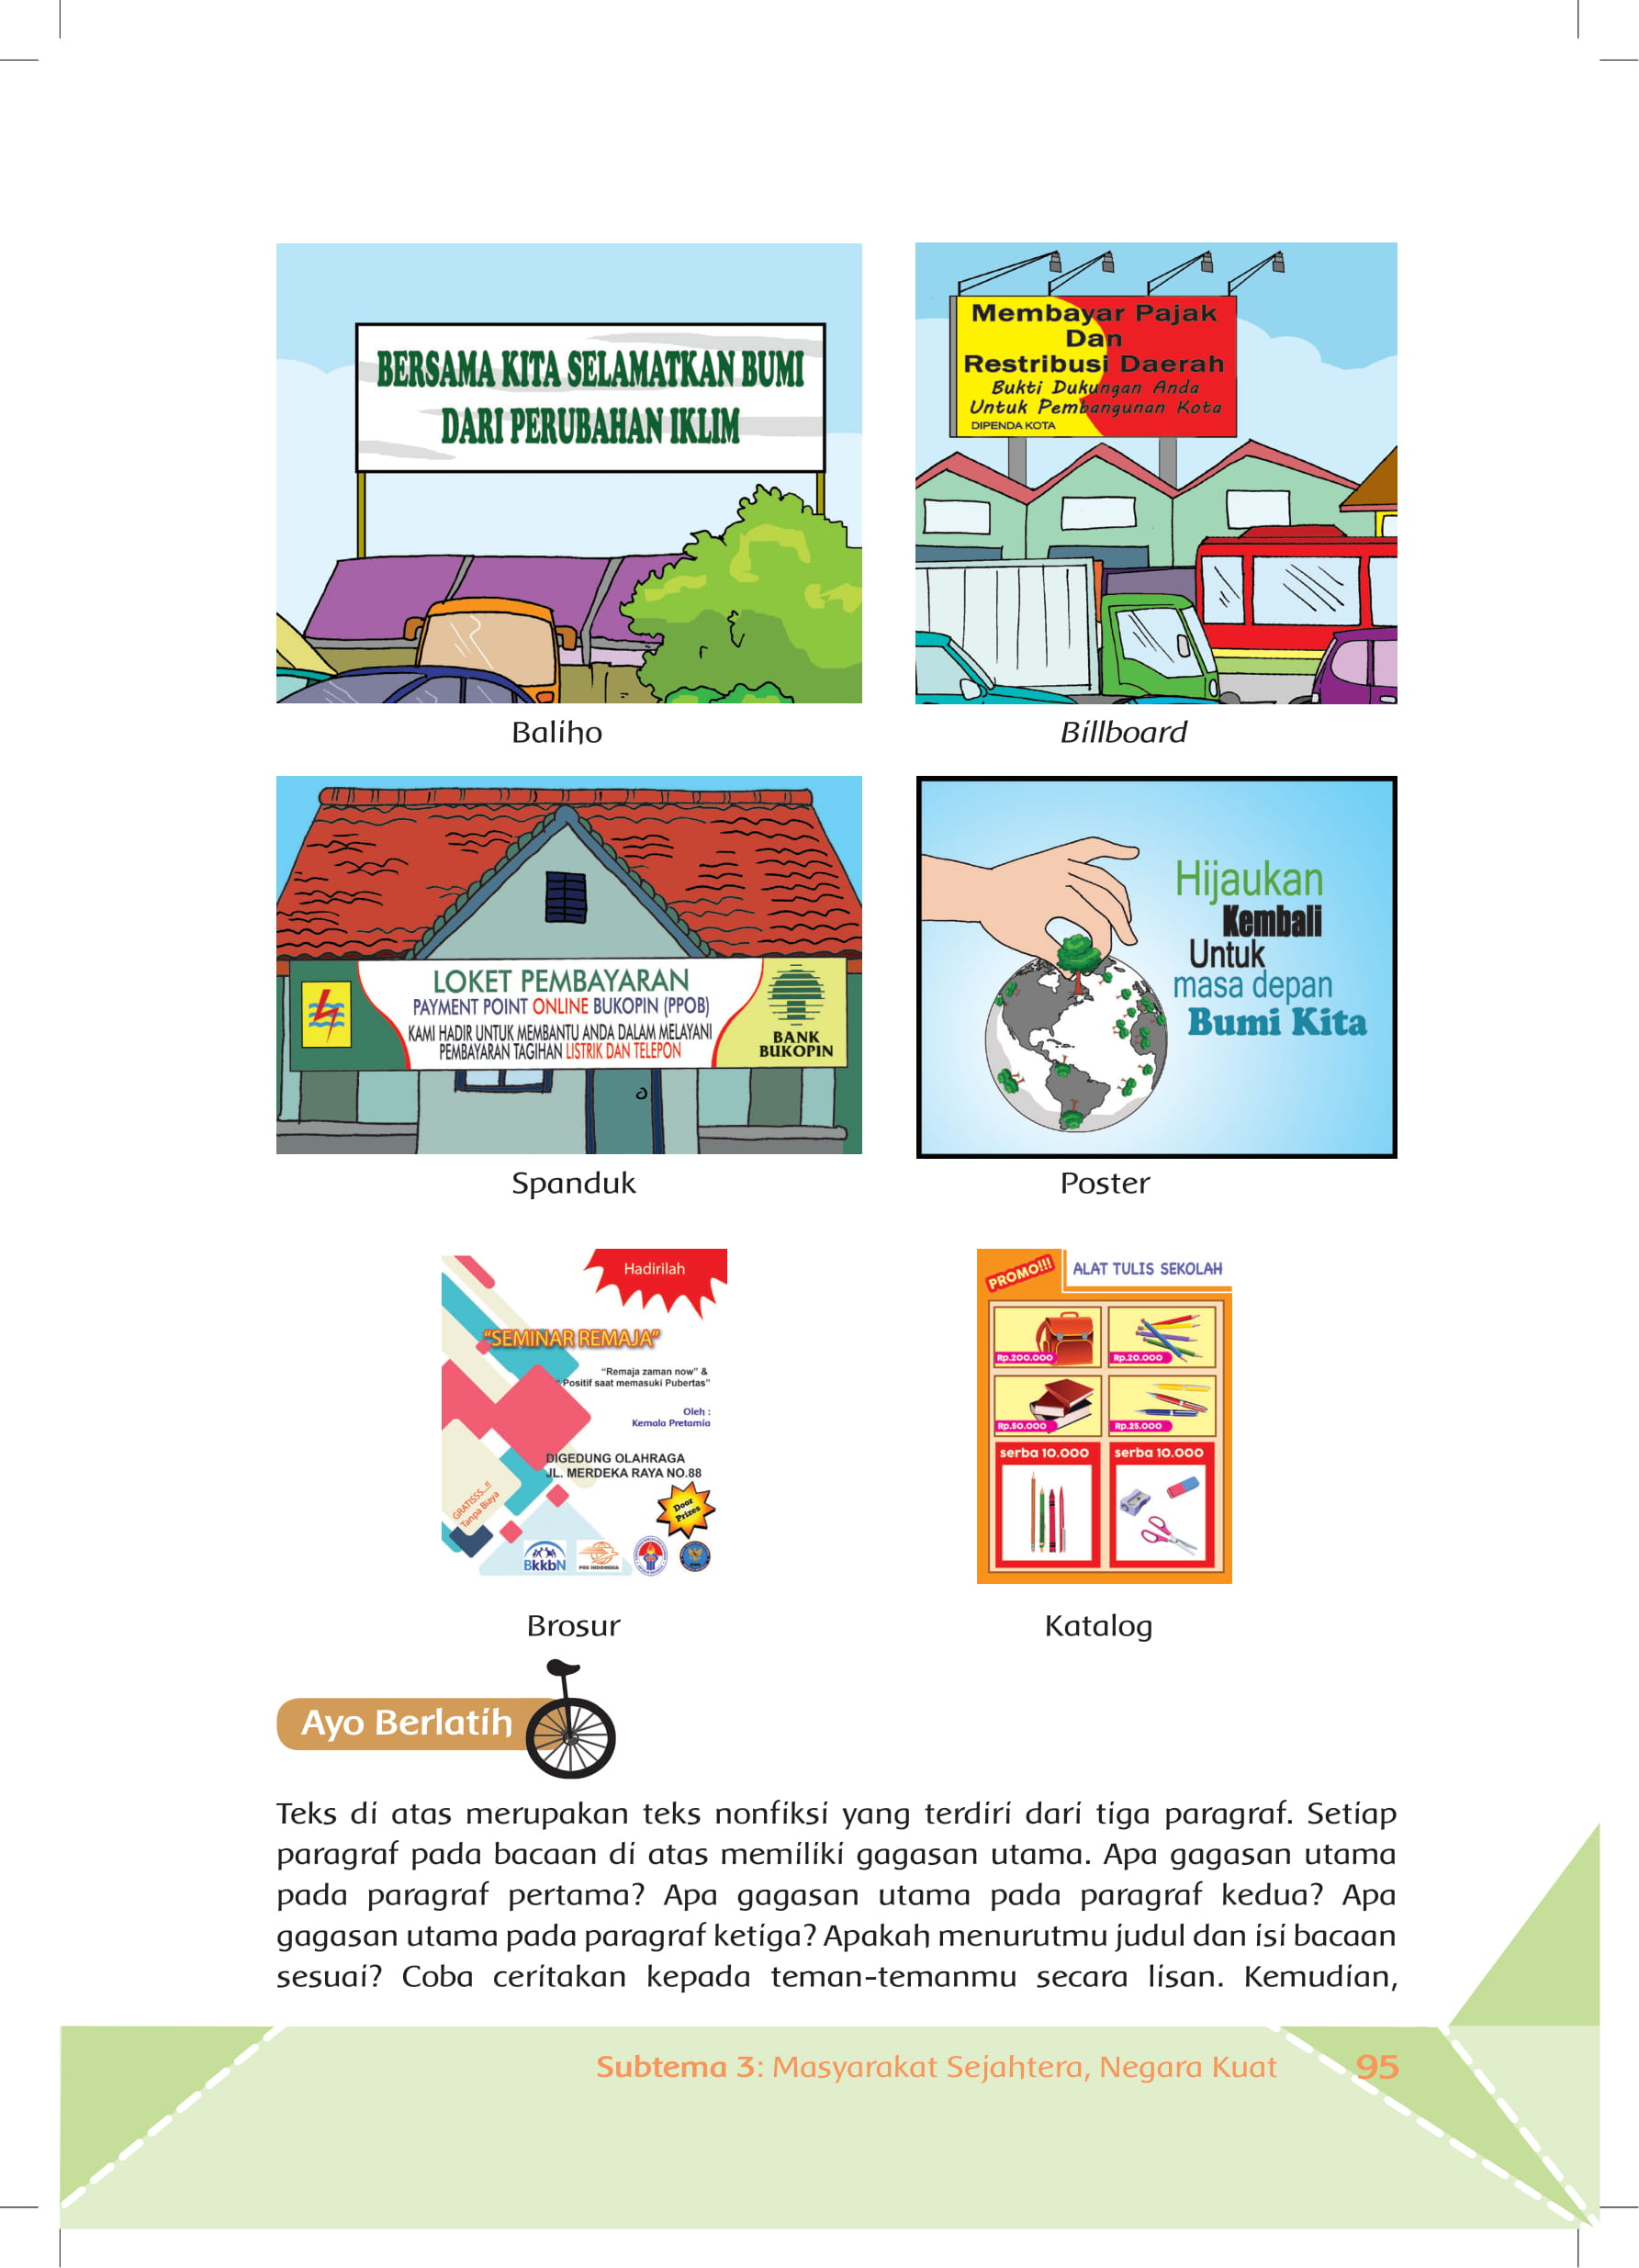 BERSAMA KITA SELAMATKAN BUMI
DARI PERUBAHAN IKLIM
Baliho
Membayar Pajak
Dan
Restribusi Daerah
Bukti Dukungan Anda
Untuk Pembangunan Kota
DIPENDA KOTA
Billboard
LOKET PEMBAYARAN
PAYMENT POINT ONLINE BUKOPIN (PPOB)
KAMI HADIR UNTUK MEMBANTU ANDA DALAM MELAYANI
PEMBAYARAN TAGIHAN LISTRIK DAN TELEPON
BANK
BUKOPIN
Spanduk
Hijaukan
Kembali
Untuk
masa depan
Bumi Kita
Poster
Hadirilah
"SEMINAR REMAJA"
"Remaja zaman now" &
" Positif saat memasuki Pubertas"
Oleh :
Kemala Pretamia
DIGEDUNG OLAHRAGA
JL. MERDEKA RAYA NO.88
GRATISSS...!!
Tanpa Biaya
Door
Prizes
BkkbN
POS INDONESIA
Brosur
PROMO!!!
ALAT TULIS SEKOLAH
Rp.200.000
Rp.20.000
Rp.50.000
Rp.25.000
serba 10.000
serba 10.000
Katalog
Ayo Berlatih
Teks di atas merupakan teks nonfiksi yang terdiri dari tiga paragraf. Setiap
paragraf pada bacaan di atas memiliki gagasan utama. Apa gagasan utama
pada paragraf pertama? Apa gagasan utama pada paragraf kedua? Apa
gagasan utama pada paragraf ketiga? Apakah menurutmu judul dan isi bacaan
sesuai? Coba ceritakan kepada teman-temanmu secara lisan. Kemudian,
Subtema 3: Masyarakat Sejahtera, Negara Kuat
95